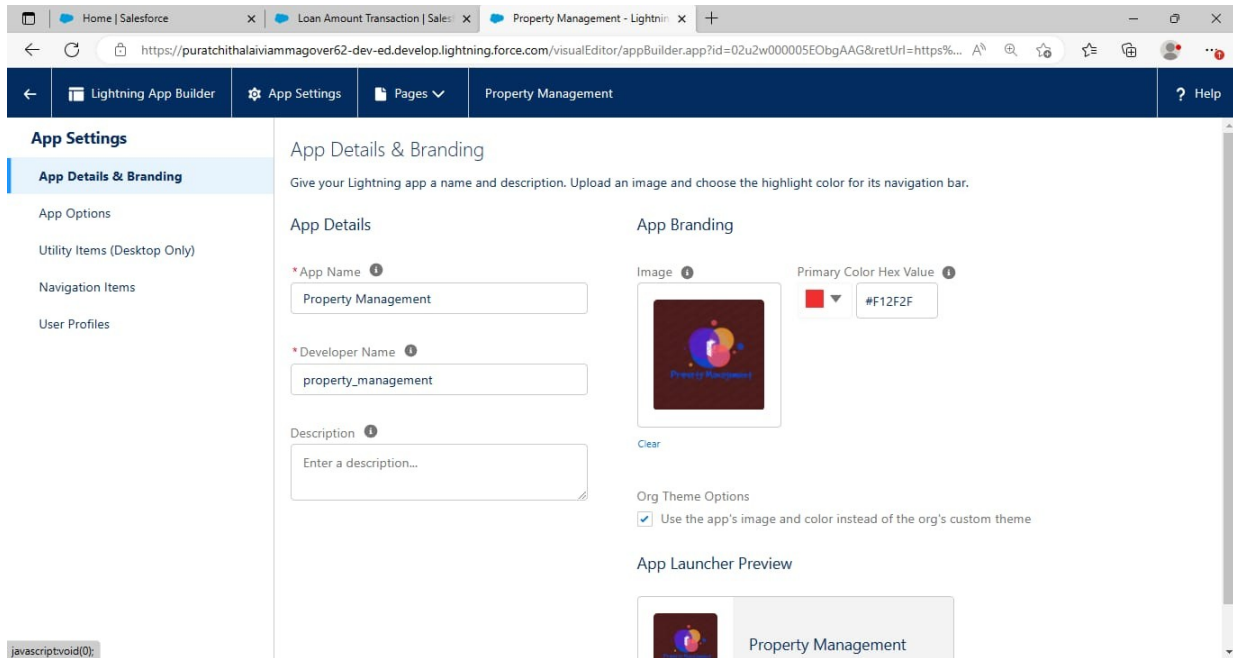 Home | Salesforce
Loan Amount Transaction | Sales
Property Management - Lightnin
https://puratchithalaiviammagover62-dev-ed.develop.lightning.force.com/visualEditor/appBuilder.app?id=02u2w000005EObgAAG&retUrl=https%...
Lightning App Builder
App Settings
Pages
Property Management
? Help
App Settings
App Details & Branding
App Options
Utility Items (Desktop Only)
Navigation Items
User Profiles
App Details & Branding
Give your Lightning app a name and description. Upload an image and choose the highlight color for its navigation bar.
App Details
*App Name
Property Management
*Developer Name
property_management
Description
Enter a description...
App Branding
Image
Property Management
Clear
Primary Color Hex Value
#F12F2F
Org Theme Options
Use the app's image and color instead of the org's custom theme
App Launcher Preview
Property Management
javascript:void(0);